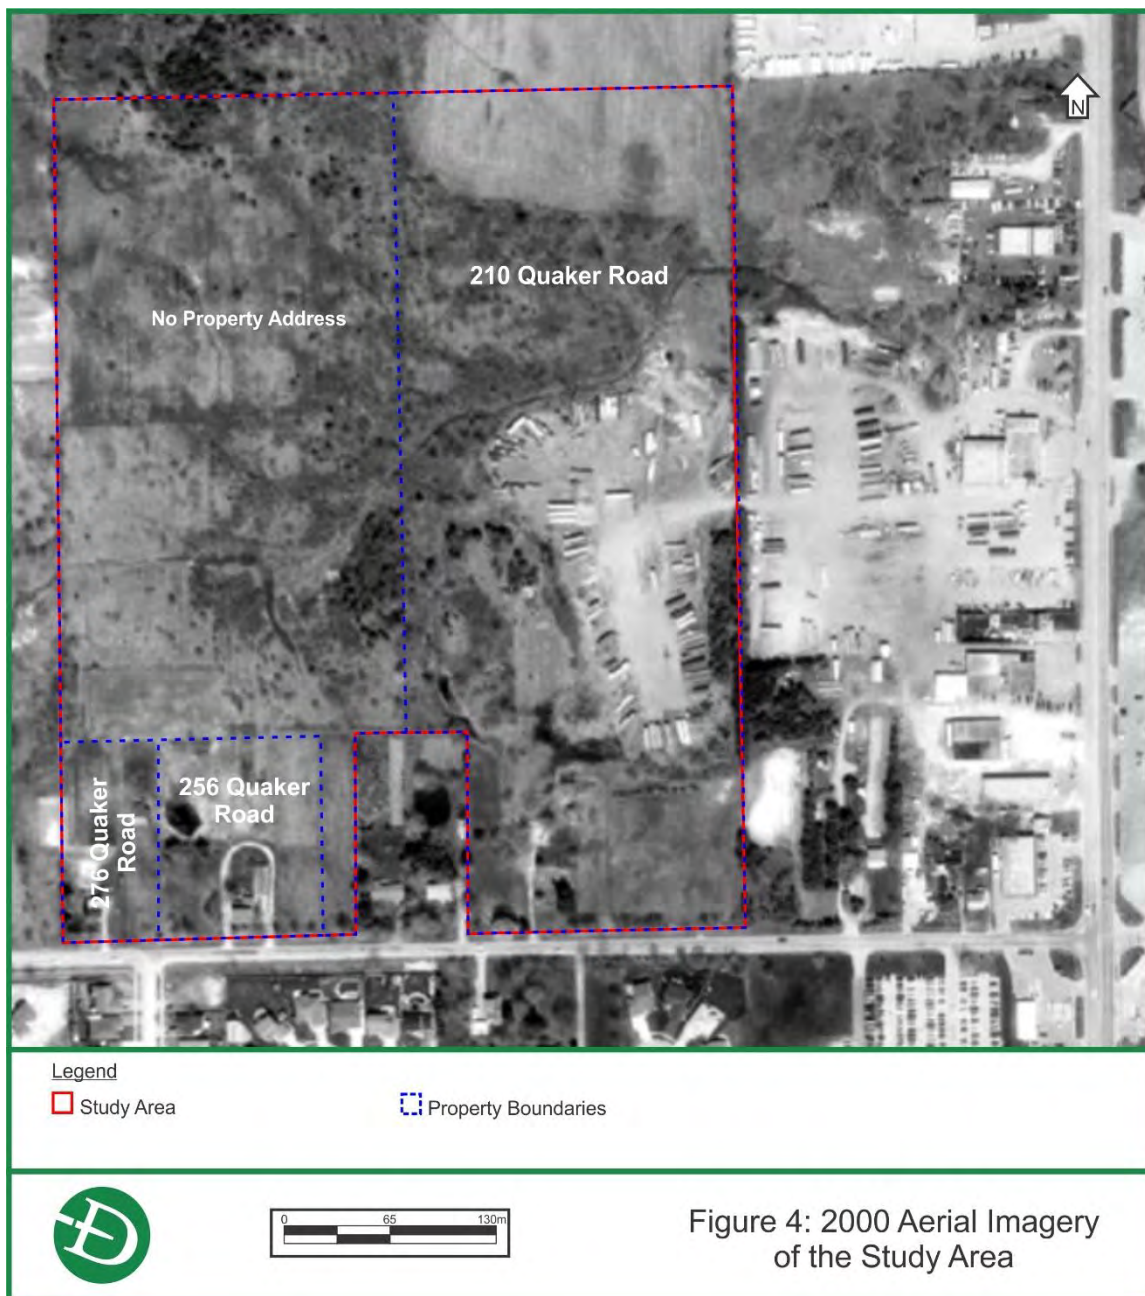 N
210 Quaker Road
No Property Address
256 Quaker
Road
276 Quaker
Road
Legend
Study Area
Property Boundaries
0 65 130m
Figure 4: 2000 Aerial Imagery
of the Study Area